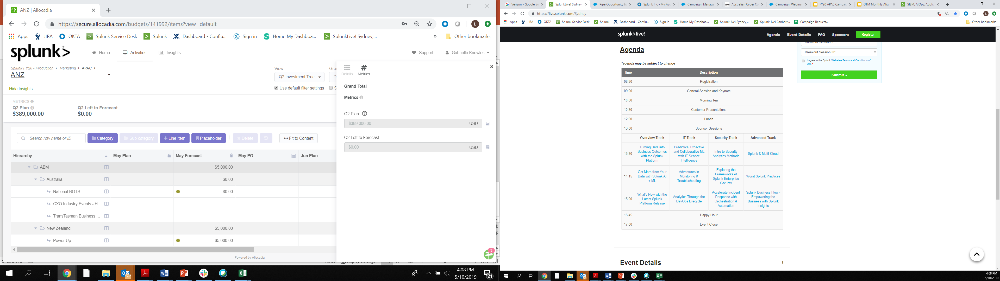 ANZ | Allocadia
https://secure.allocadia.com/budgets/141992/items?view=default
L
Apps JIRA OKTA Splunk Service Desk Splunk Dashboard - Conflu... Sign in Home My Dashboa... SplunkLive! Sydney,... » Other bookmarks
splunk>
Home Activities Insights Support Gabrielle Knowles
Splunk FY20 - Production Marketing APAC
ANZ
Hide Insights
View
Q2 Investment Trac...
Use default filter settings
METRICS
Q2 Plan Q2 Left to Forecast
$389,000.00 $0.00
Search row name or ID Category Sub-category Line Item Placeholder Delete Fit to Content
Hierarchy May Plan May Forecast May PO Jun Plan
ABM $5,000.00
Australia $0.00
National BOTS $0.00
CXO Industry Events - H...
TransTasman Business ...
New Zealand $5,000.00
Power Up $5,000.00
Powered by Allocadia
Details Metrics
Grand Total
Metrics
Q2 Plan
$389,000.00 USD
Q2 Left to Forecast
$0.00 USD
3
4:08 PM
5/10/2019
21
Verizon - Google Se SplunkLive! Sydney, Pipe Opportunity b Splunk Inc - My Ap Campaign: Manage Australian Cyber Co Campaign: Webina FY20 APAC Campai GTM Monthly Align SIEM, AIOps, Applic
https://live.splunk.com/Sydney
L
Apps JIRA OKTA Splunk Service Desk Splunk Dashboard - Conflu... Sign in Home My Dashboa... SplunkLive! Sydney,... SplunkLive! Canberr... Campaign Request... Other bookmarks
splunk>live! Agenda Event Details FAQ Sponsors Register
Agenda
*agenda may be subject to change
Time Description
08:30 Registration
09:00 General Session and Keynote
10:00 Morning Tea
10:30 Customer Presentations
12:00 Lunch
13:00 Sponsor Sessions
Overview Track IT Track Security Track Advanced Track
13:30
Turning Data into
Business Outcomes
with the Splunk
Platform
Predictive, Proactive
and Collaborative ML
with IT Service
Intelligence
Intro to Security
Analytics Methods
Splunk & Multi-Cloud
14:15
Get More from Your
Data with Splunk AI
+ ML
Adventures in
Monitoring &
Troubleshooting
Exploring the
Frameworks of
Splunk Enterprise
Security
Worst Splunk Practices
15:00
What's New with the
Latest Splunk
Platform Release
Analytics Through the
DevOps Lifecycle
Accelerate Incident
Response with
Orchestration &
Automation
Splunk Business Flow -
Empowering the
Business with Splunk
Insights
15:45 Happy Hour
17:00 Event Close
Event Details
Breakout Session III*....
I agree to the Splunk Websites Terms and Conditions of
Use.*
Submit »
4:08 PM
5/10/2019